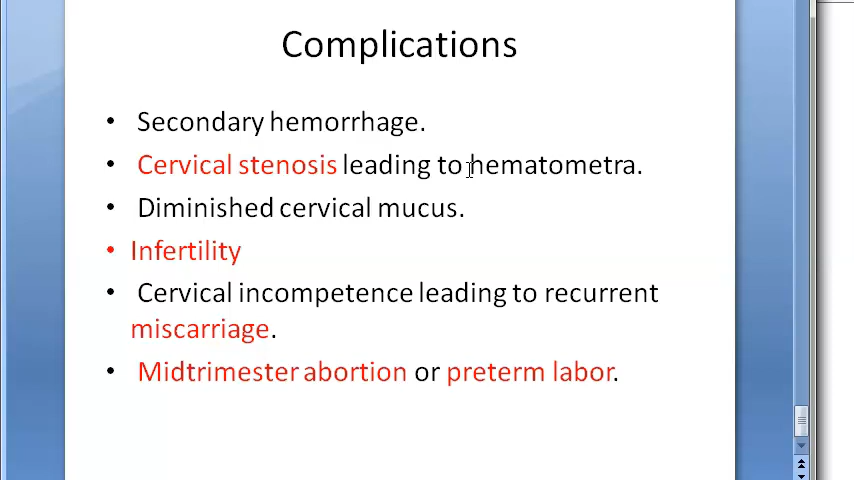 Complications
• Secondary hemorrhage.
• Cervical stenosis leading to hematometra.
• Diminished cervical mucus.
• Infertility
• Cervical incompetence leading to recurrent
miscarriage.
• Midtrimester abortion or preterm labor.